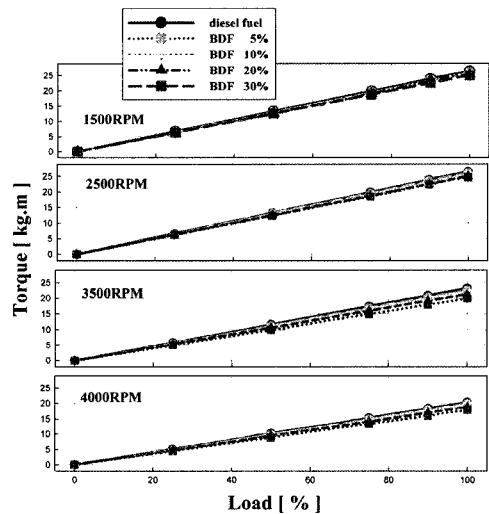 diesel fuel
BDF 5%
BDF 10%
BDF 20%
BDF 30%
Torque [ kg.m ]
25
20
15
10
5
0
1500RPM
25
20
15
10
5
0
2500RPM
25
20
15
10
5
0
3500RPM
25
20
15
10
5
0
4000RPM
0 20 40 60 80 100
Load [ % ]